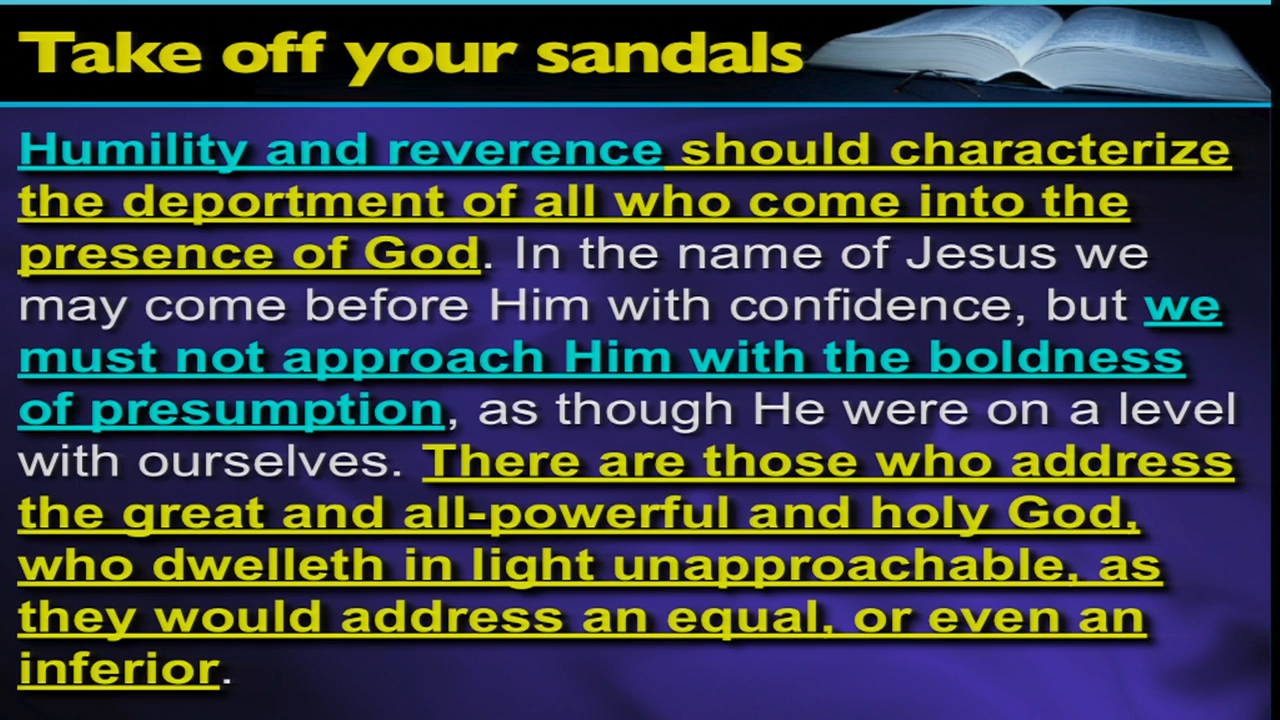 Take off your sandals
Humility and reverence should characterize
the deportment of all who come into the
presence of God. In the name of Jesus we
may come before Him with confidence, but we
must not approach Him with the boldness
of presumption, as though He were on a level
with ourselves. There are those who address
the great and all-powerful and holy God,
who dwelleth in light unapproachable, as
they would address an equal, or even an
inferior.